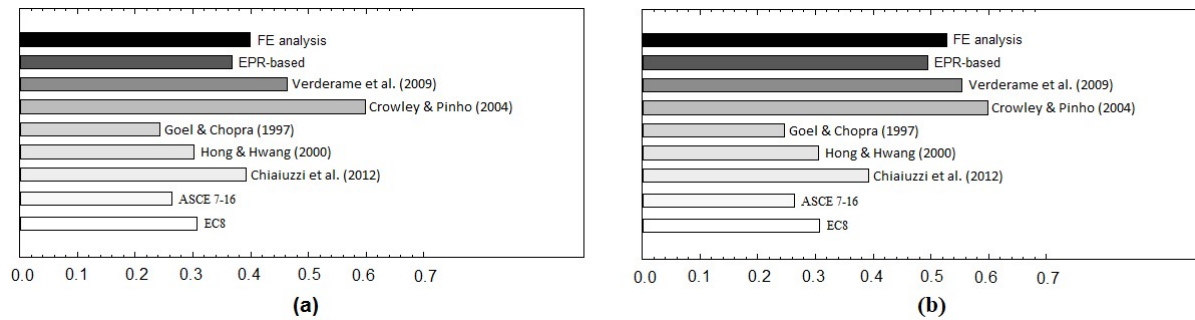 FE analysis
EPR-based
Verderame et al. (2009)
Crowley & Pinho (2004)
Goel & Chopra (1997)
Hong & Hwang (2000)
Chiaiuzzi et al. (2012)
ASCE 7-16
EC8
0.0 0.1 0.2 0.3 0.4 0.5 0.6 0.7
(a)
FE analysis
EPR-based
Verderame et al. (2009)
Crowley & Pinho (2004)
Goel & Chopra (1997)
Hong & Hwang (2000)
Chiaiuzzi et al. (2012)
ASCE 7-16
EC8
0.0 0.1 0.2 0.3 0.4 0.5 0.6 0.7
(b)